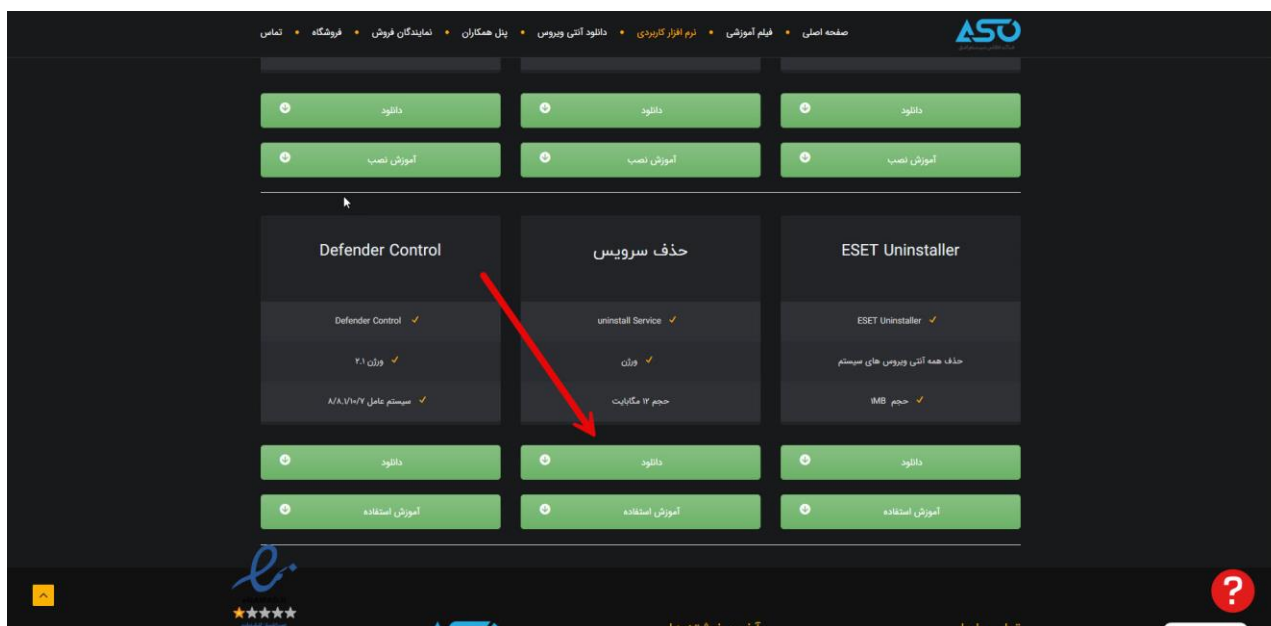 ASO
صفحه اصلی • فیلم آموزشی • نرم افزار کاربردی • دانلود آنتی ویروس • پنل همکاران • نمایندگان فروش • فروشگاه • تماس
دانلود
دانلود
دانلود
آموزش نصب
آموزش نصب
آموزش نصب
ESET Uninstaller
حذف سرویس
Defender Control
ESET Uninstaller
uninstall Service
Defender Control
حذف همه آنتی ویروس های سیستم
ورژن
ورژن ۲.۱
حجم ۱MB
حجم ۱۲ مگابایت
سیستم عامل ۸/۸.۱/۱۰/۷
دانلود
دانلود
دانلود
آموزش استفاده
آموزش استفاده
آموزش استفاده
?